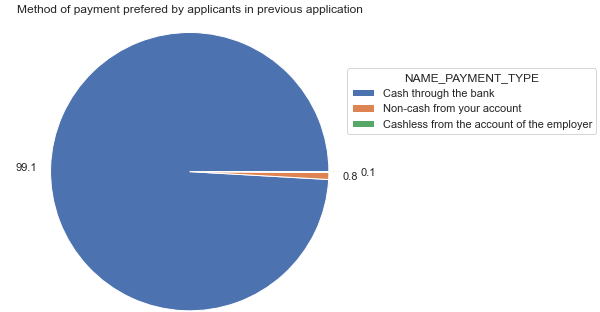 Method of payment prefered by applicants in previous application
NAME_PAYMENT_TYPE
Cash through the bank
Non-cash from your account
Cashless from the account of the employer
99.1
0.8
0.1